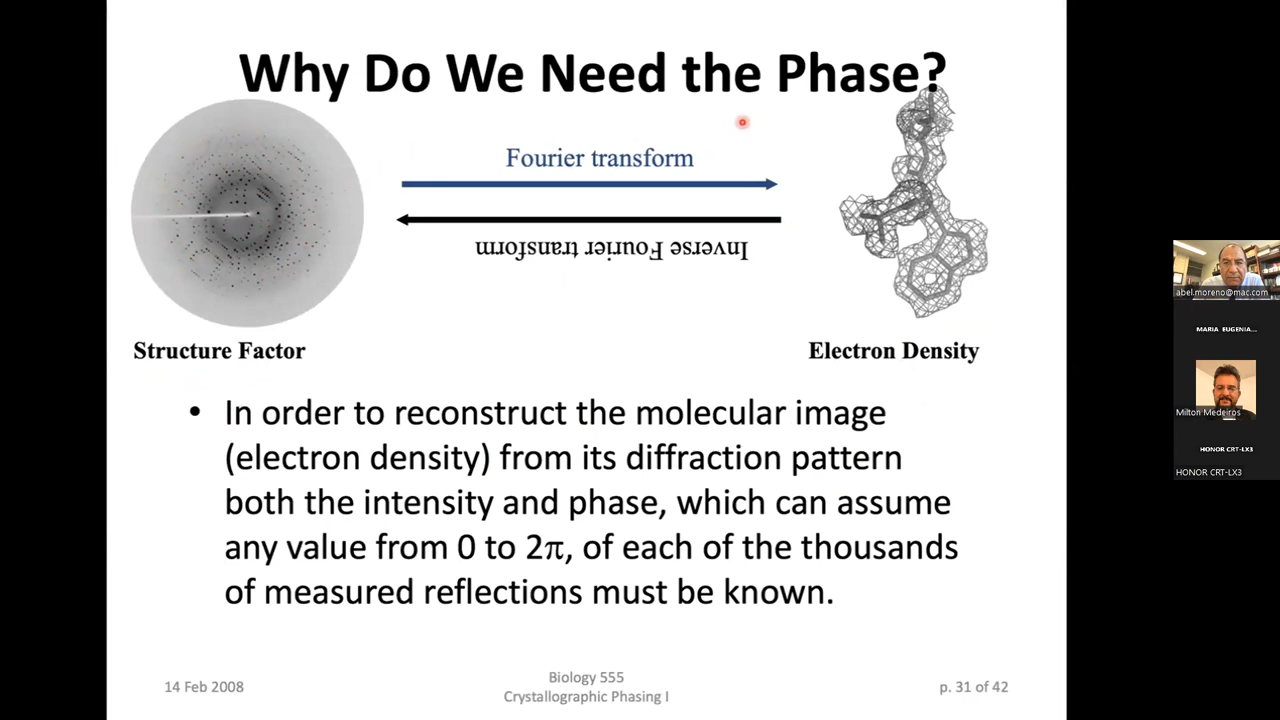 Why Do We Need the Phase?
Fourier transform
Inverse Fourier transform
Structure Factor
Electron Density
• In order to reconstruct the molecular image
(electron density) from its diffraction pattern
both the intensity and phase, which can assume
any value from 0 to 2π, of each of the thousands
of measured reflections must be known.
14 Feb 2008
Biology 555
Crystallographic Phasing I
p. 31 of 42
abel.moreno@mac.com
MARIA EUGENIA...
Milton Medeiros
HONOR CRT-LX3
HONOR CRT-LX3